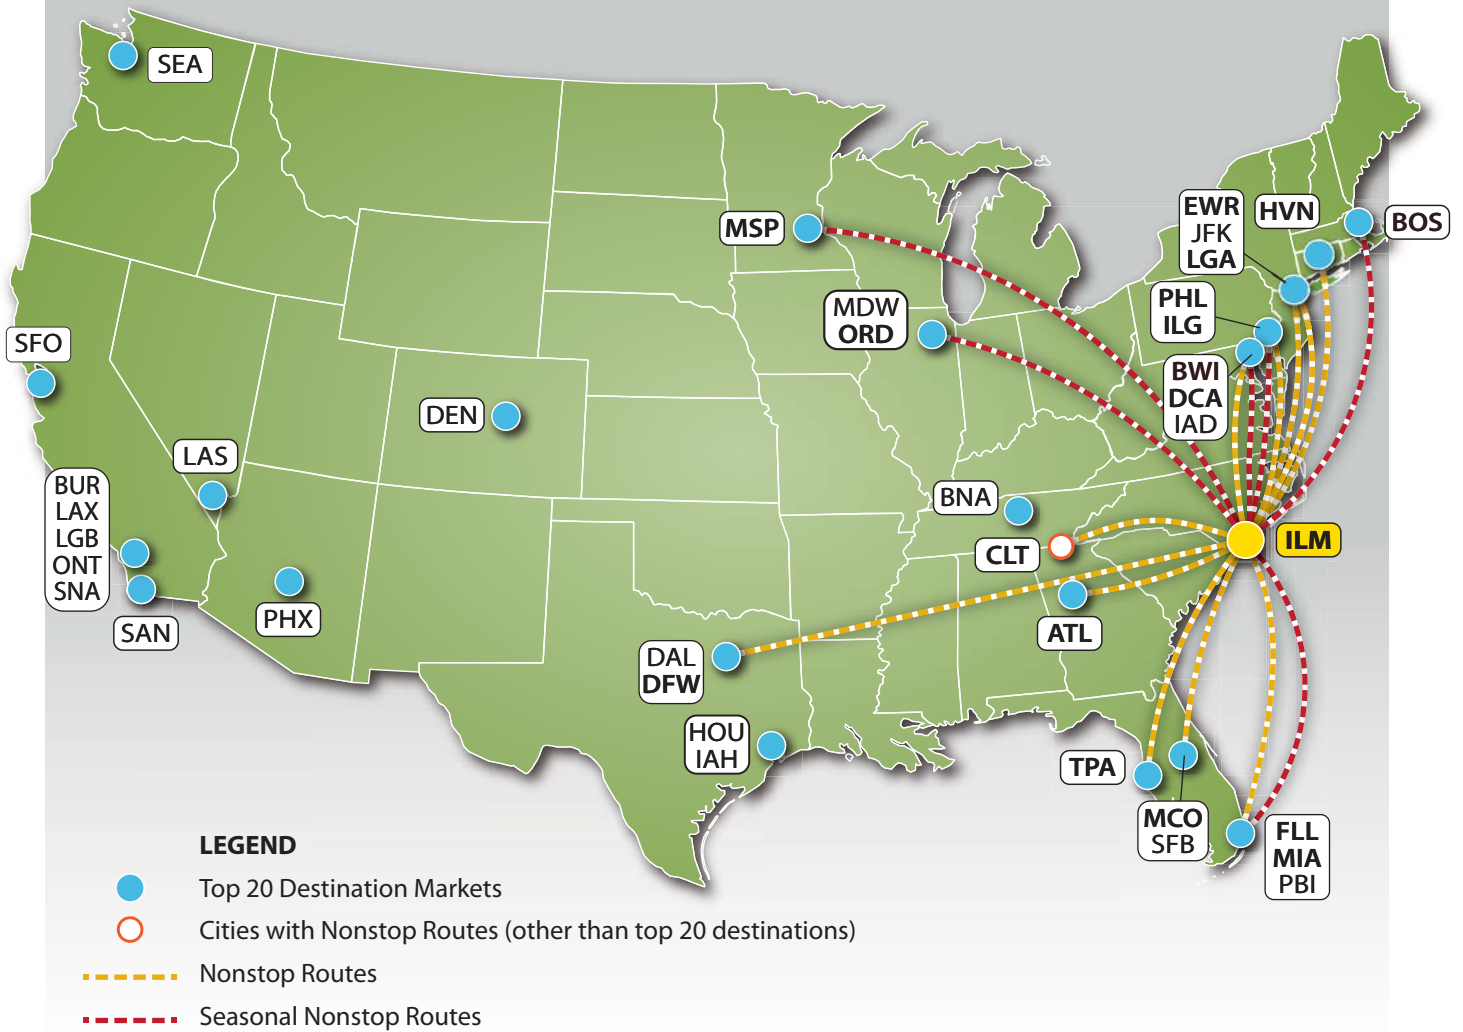 SEA
MSP
EWR
JFK
LGA
HVN
BOS
PHL
ILG
MDW
ORD
SFO
BWI
DCA
IAD
DEN
LAS
BUR
LAX
LGB
ONT
SNA
BNA
CLT
ILM
SAN
PHX
ATL
DAL
DFW
HOU
IAH
TPA
MCO
SFB
FLL
MIA
PBI
LEGEND
Top 20 Destination Markets
Cities with Nonstop Routes (other than top 20 destinations)
Nonstop Routes
Seasonal Nonstop Routes